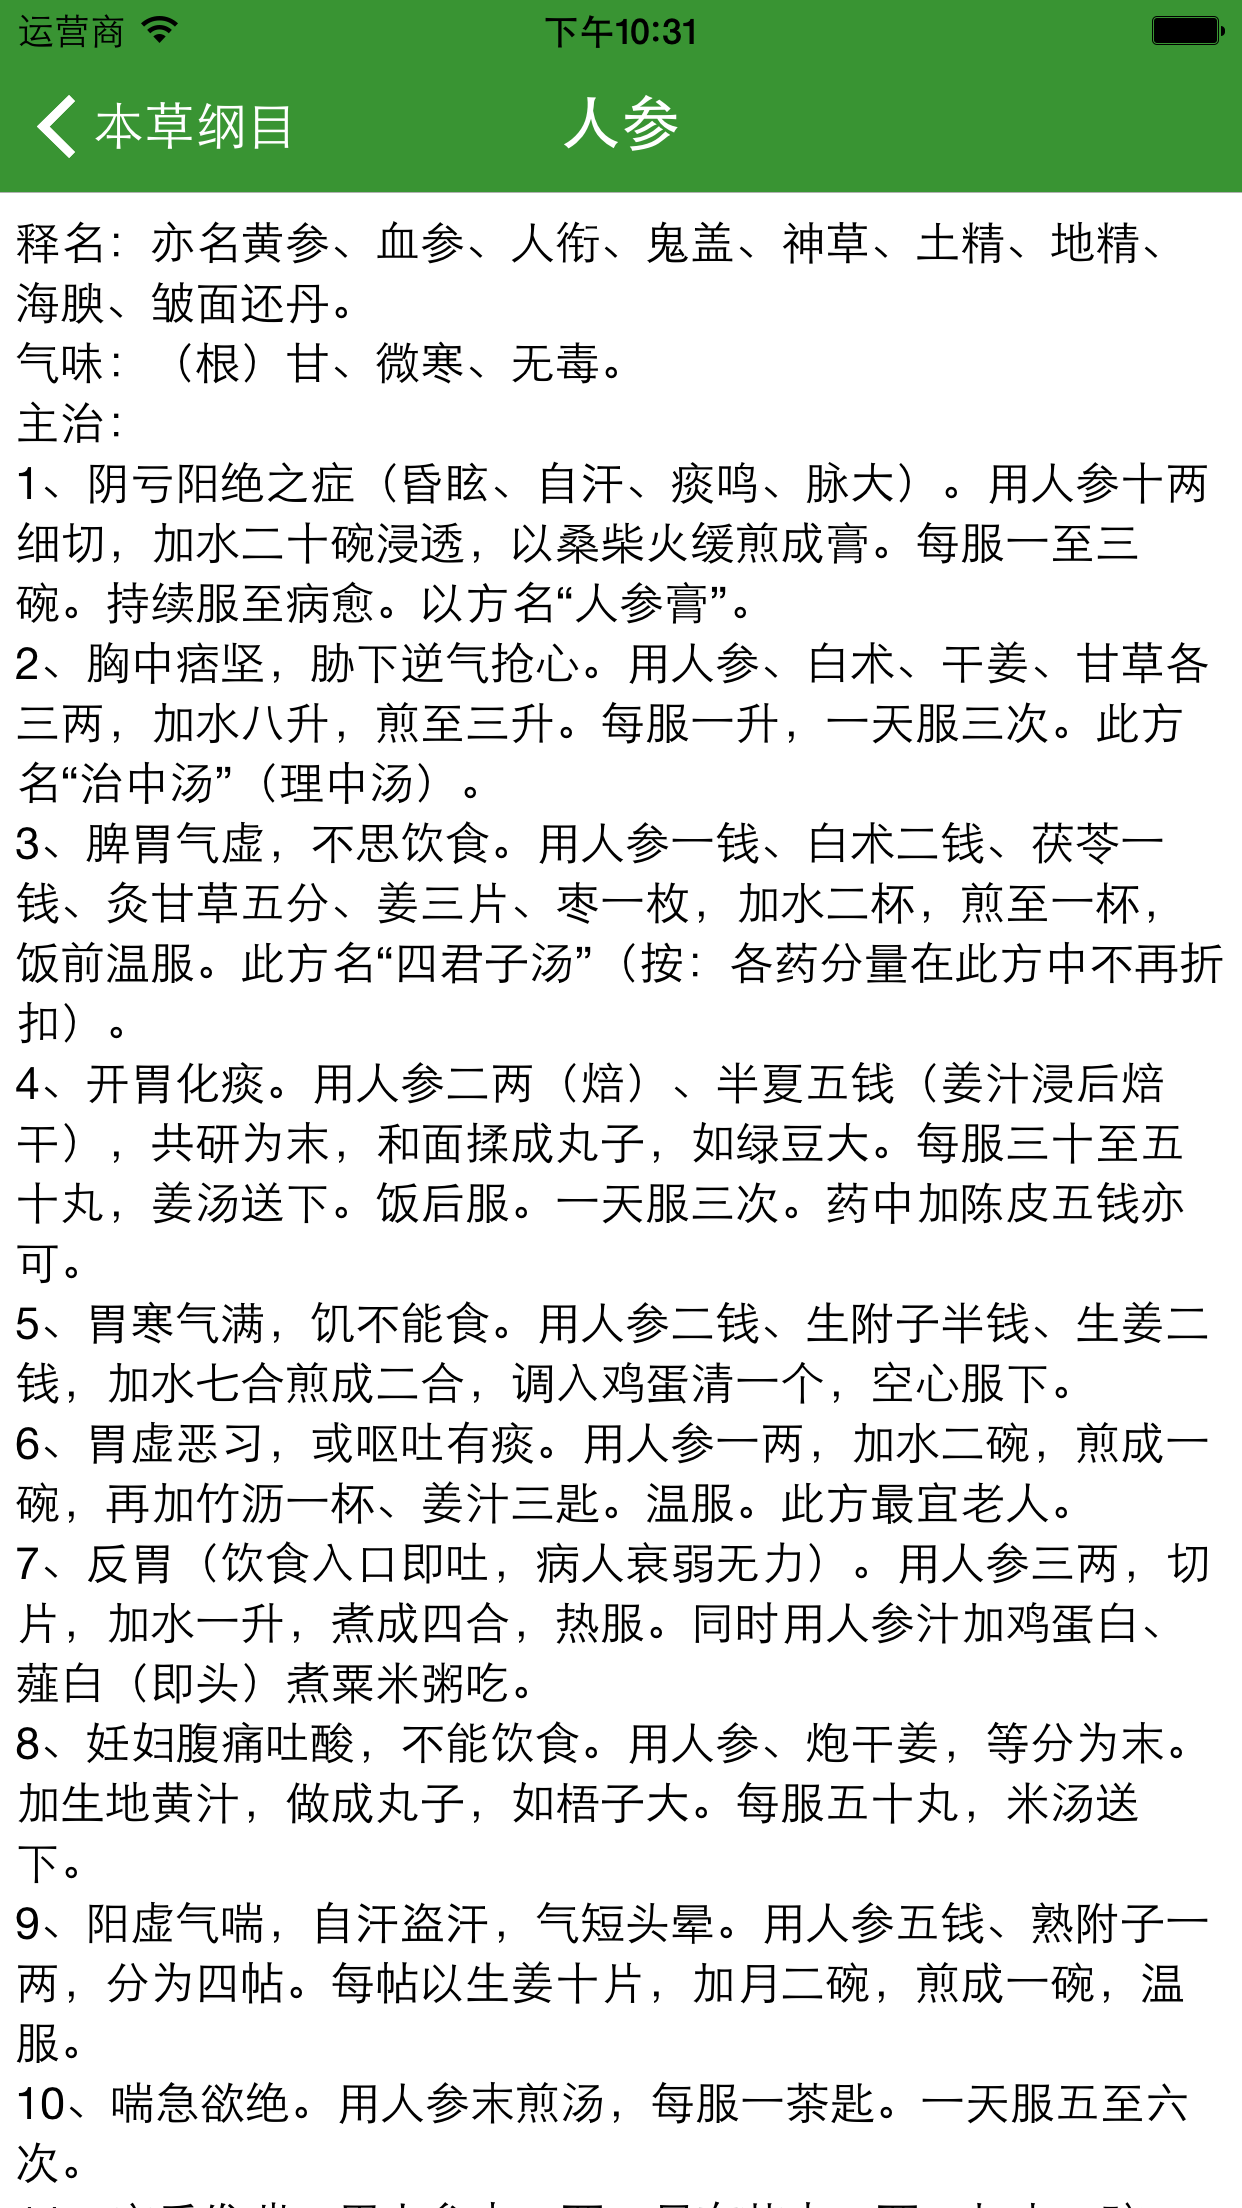 运营商 下午10:31
本草纲目 人参
释名：亦名黄参、血参、人衔、鬼盖、神草、土精、地精、
海腴、皱面还丹。
气味：（根）甘、微寒、无毒。
主治：
1、阴亏阳绝之症（昏眩、自汗、痰鸣、脉大）。用人参十两
细切，加水二十碗浸透，以桑柴火缓煎成膏。每服一至三
碗。持续服至病愈。以方名“人参膏”。
2、胸中痞坚，胁下逆气抢心。用人参、白术、干姜、甘草各
三两，加水八升，煎至三升。每服一升，一天服三次。此方
名“治中汤”（理中汤）。
3、脾胃气虚，不思饮食。用人参一钱、白术二钱、茯苓一
钱、灸甘草五分、姜三片、枣一枚，加水二杯，煎至一杯，
饭前温服。此方名“四君子汤”（按：各药分量在此方中不再折
扣）。
4、开胃化痰。用人参二两（焙）、半夏五钱（姜汁浸后焙
干），共研为末，和面揉成丸子，如绿豆大。每服三十至五
十丸，姜汤送下。饭后服。一天服三次。药中加陈皮五钱亦
可。
5、胃寒气满，饥不能食。用人参二钱、生附子半钱、生姜二
钱，加水七合煎成二合，调入鸡蛋清一个，空心服下。
6、胃虚恶习，或呕吐有痰。用人参一两，加水二碗，煎成一
碗，再加竹沥一杯、姜汁三匙。温服。此方最宜老人。
7、反胃（饮食入口即吐，病人衰弱无力）。用人参三两，切
片，加水一升，煮成四合，热服。同时用人参汁加鸡蛋白、
薤白（即头）煮粟米粥吃。
8、妊妇腹痛吐酸，不能饮食。用人参、炮干姜，等分为末。
加生地黄汁，做成丸子，如梧子大。每服五十丸，米汤送
下。
9、阳虚气喘，自汗盗汗，气短头晕。用人参五钱、熟附子一
两，分为四帖。每帖以生姜十片，加月二碗，煎成一碗，温
服。
10、喘急欲绝。用人参末煎汤，每服一茶匙。一天服五至六
次。